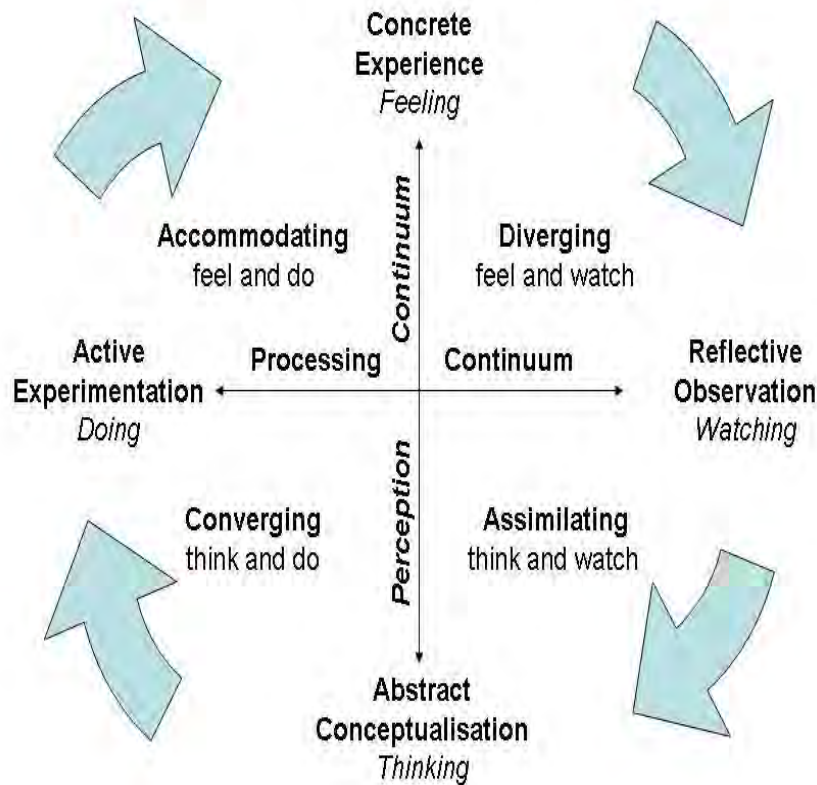 Concrete
Experience
Feeling
Continuum
Accommodating
feel and do
Diverging
feel and watch
Active
Experimentation
Doing
Processing
Continuum
Reflective
Observation
Watching
Perception
Converging
think and do
Assimilating
think and watch
Abstract
Conceptualisation
Thinking